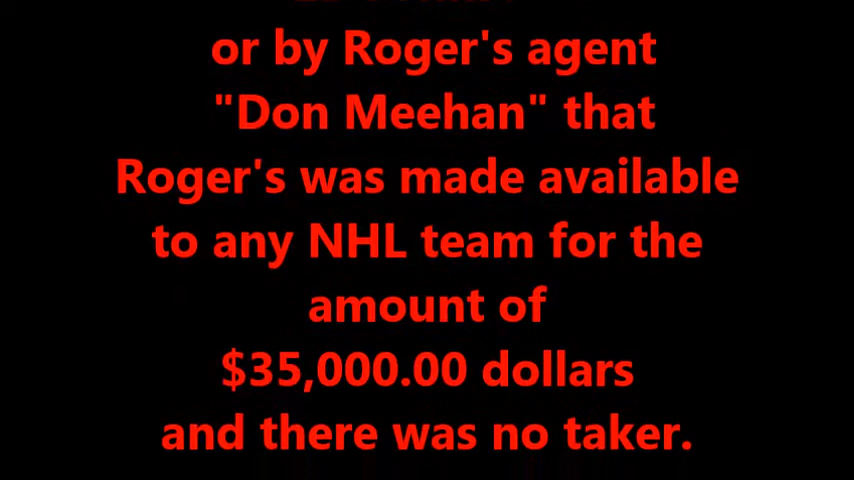 or by Roger's agent
"Don Meehan" that
Roger's was made available
to any NHL team for the
amount of
$35,000.00 dollars
and there was no taker.